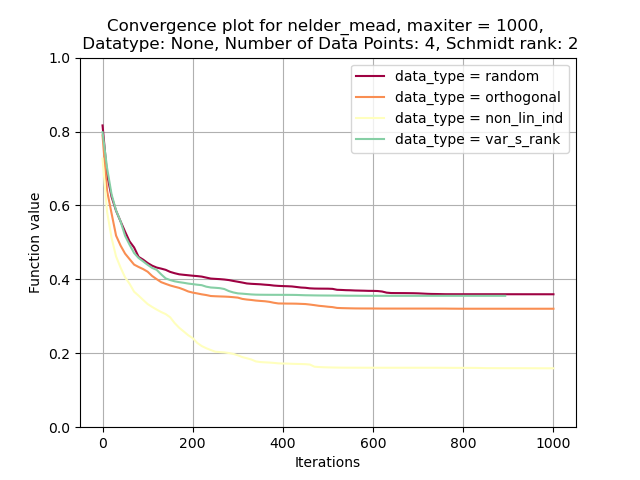 Convergence plot for nelder_mead, maxiter = 1000,
Datatype: None, Number of Data Points: 4, Schmidt rank: 2
data_type = random
data_type = orthogonal
data_type = non_lin_ind
data_type = var_s_rank
Function value
1.0
0.8
0.6
0.4
0.2
0.0
0 200 400 600 800 1000
Iterations